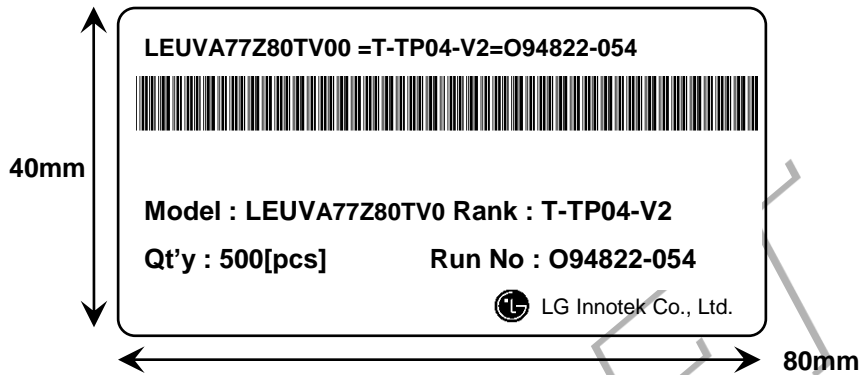 LEUVA77Z80TV00 =T-TP04-V2=O94822-054
40mm
Model : LEUVA77Z80TV0 Rank : T-TP04-V2
Qt’y : 500[pcs] Run No : O94822-054
LG LG Innotek Co., Ltd.
80mm